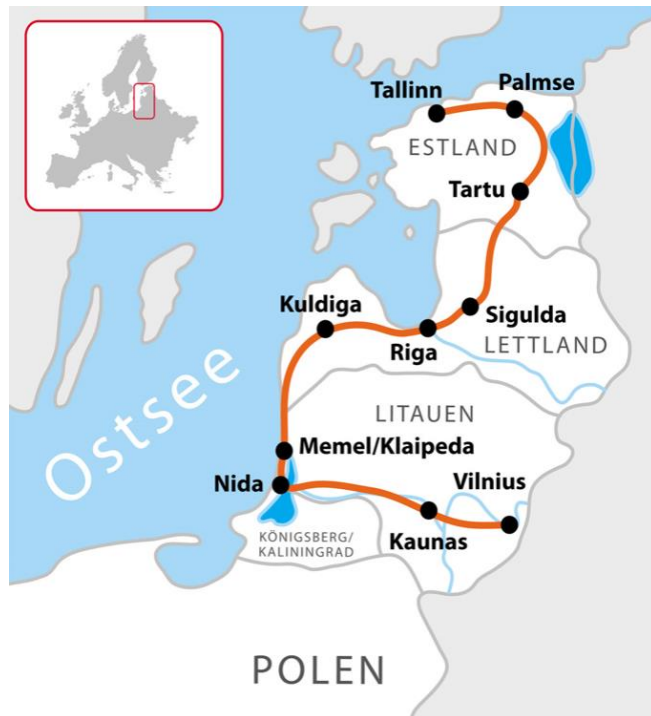 Tallinn
Palmse
ESTLAND
Tartu
Kuldiga
Riga
Sigulda
LETTLAND
Ostsee
LITAUEN
Memel/Klaipeda
Nida
Vilnius
Kaunas
KÖNIGSBERG/
KALININGRAD
POLEN